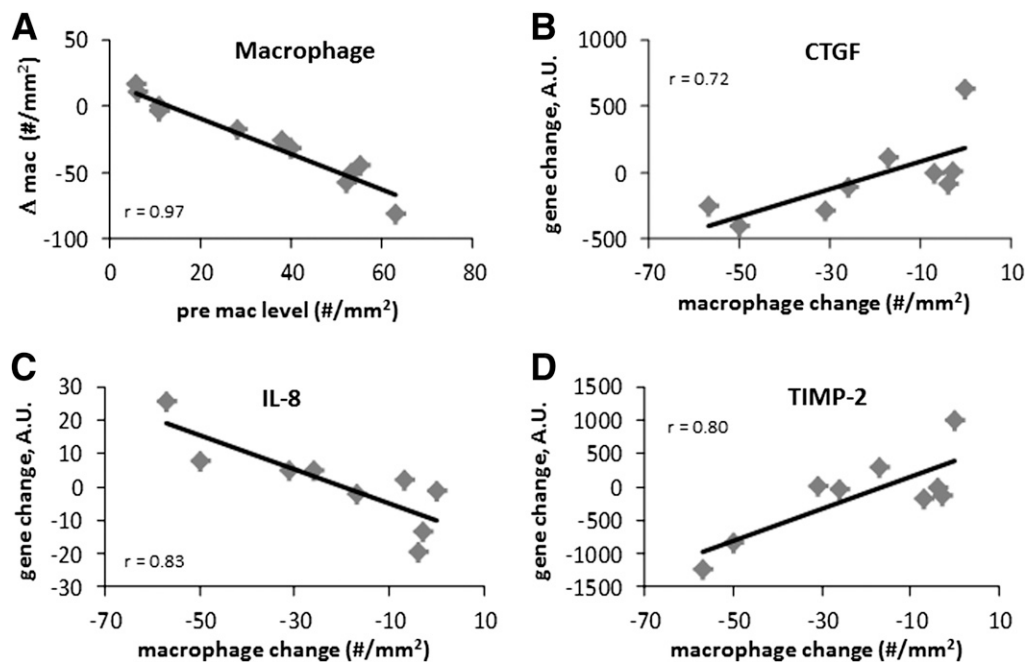 A
Macrophage
Δ mac (#/mm²)
50
0
-50
-100
r = 0.97
0 20 40 60 80
pre mac level (#/mm²)
B
CTGF
gene change, A.U.
1000
500
0
-500
r = 0.72
-70 -50 -30 -10 10
macrophage change (#/mm²)
C
IL-8
gene change, A.U.
30
20
10
0
-10
-20
-30
r = 0.83
-70 -50 -30 -10 10
macrophage change (#/mm²)
D
TIMP-2
gene change, A.U.
1500
1000
500
0
-500
-1000
-1500
r = 0.80
-70 -50 -30 -10 10
macrophage change (#/mm²)